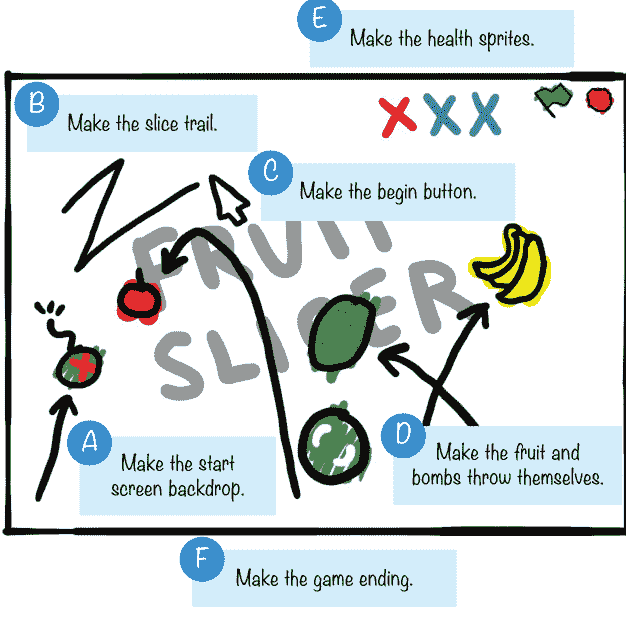 E
Make the health sprites.
B
Make the slice trail.
X X X
C
Make the begin button.
FRUIT
SLICER
A
Make the start
screen backdrop.
D
Make the fruit and
bombs throw themselves.
F
Make the game ending.